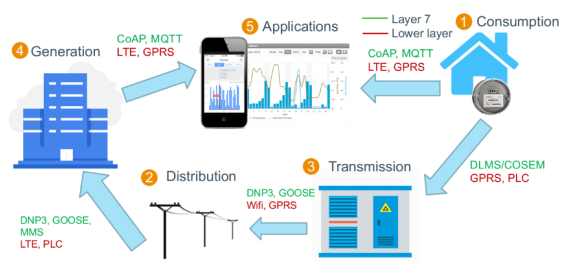 1 Consumption
5 Applications
Layer 7
Lower layer
4 Generation
CoAP, MQTT
LTE, GPRS
CoAP, MQTT
LTE, GPRS
DLMS/COSEM
GPRS, PLC
3 Transmission
2 Distribution
DNP3, GOOSE
Wifi, GPRS
DNP3, GOOSE,
MMS
LTE, PLC